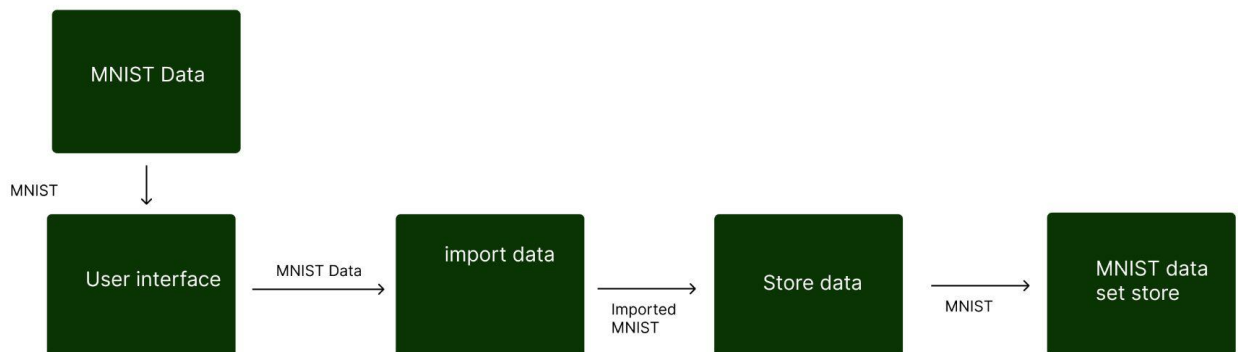 MNIST Data
MNIST
User interface
MNIST Data
import data
Imported
MNIST
Store data
MNIST
MNIST data
set store